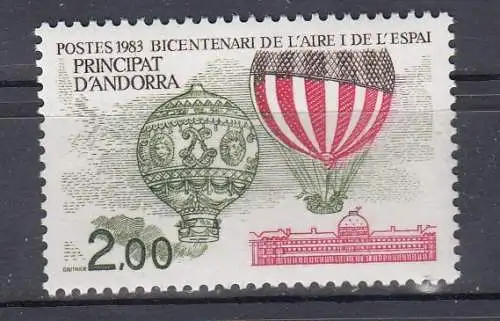 POSTES 1983 BICENTENARI DE L'AIRE I DE L'ESPAI
PRINCIPAT
D'ANDORRA
2,00